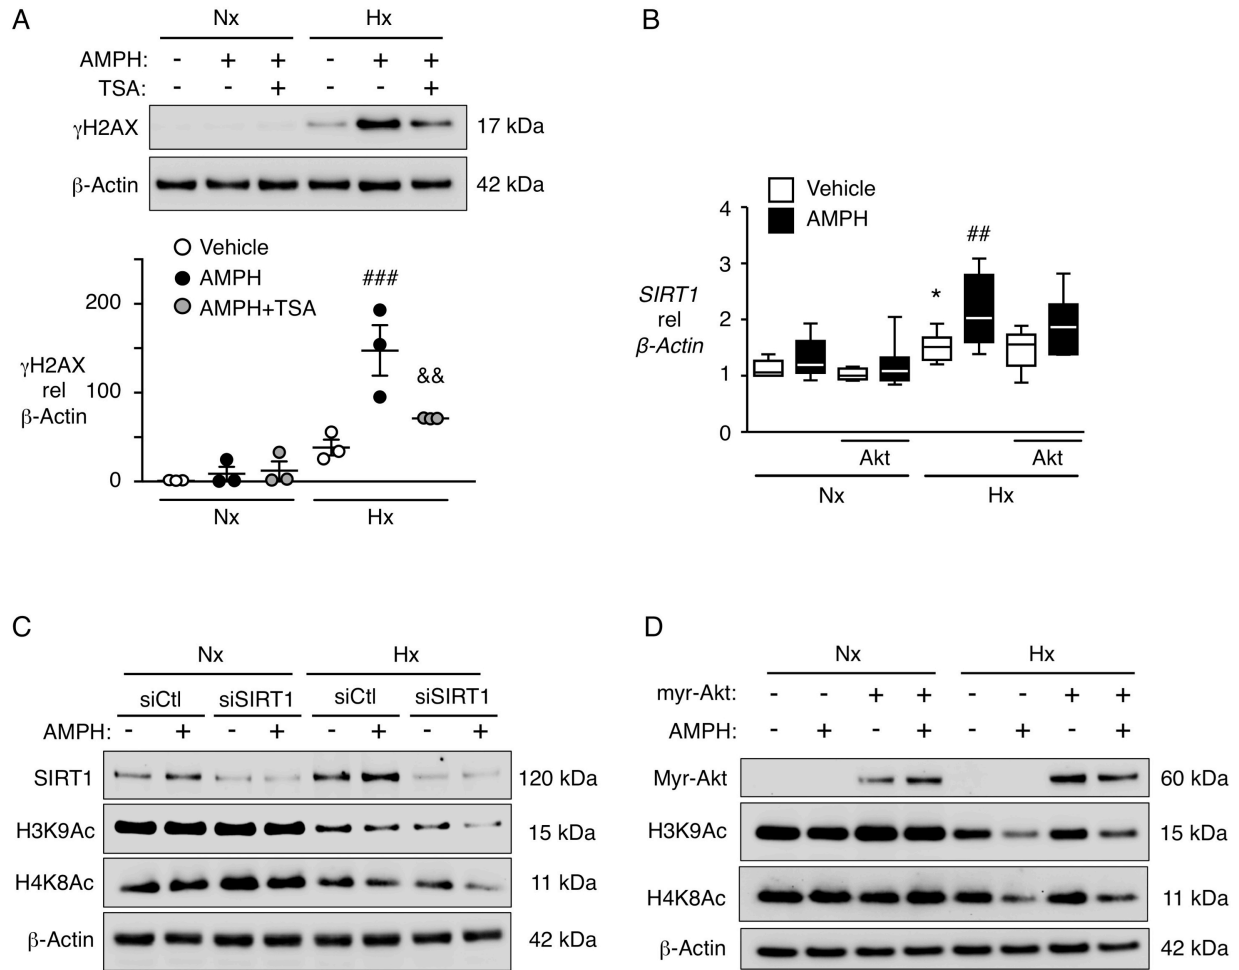 A
Nx Hx
AMPH: - + + - + +
TSA: - - + - - +
γH2AX 17 kDa
β-Actin 42 kDa
Vehicle
AMPH
AMPH+TSA
###
&&
γH2AX
rel
β-Actin
200
100
0
Nx Hx
B
Vehicle
AMPH
##
*
SIRT1
rel
β-Actin
4
3
2
1
0
Akt Akt
Nx Hx
C
Nx Hx
siCtl siSIRT1 siCtl siSIRT1
AMPH: - + - + - + - +
SIRT1 120 kDa
H3K9Ac 15 kDa
H4K8Ac 11 kDa
β-Actin 42 kDa
D
Nx Hx
myr-Akt: - - + + - - + +
AMPH: - + - + - + - +
Myr-Akt 60 kDa
H3K9Ac 15 kDa
H4K8Ac 11 kDa
β-Actin 42 kDa